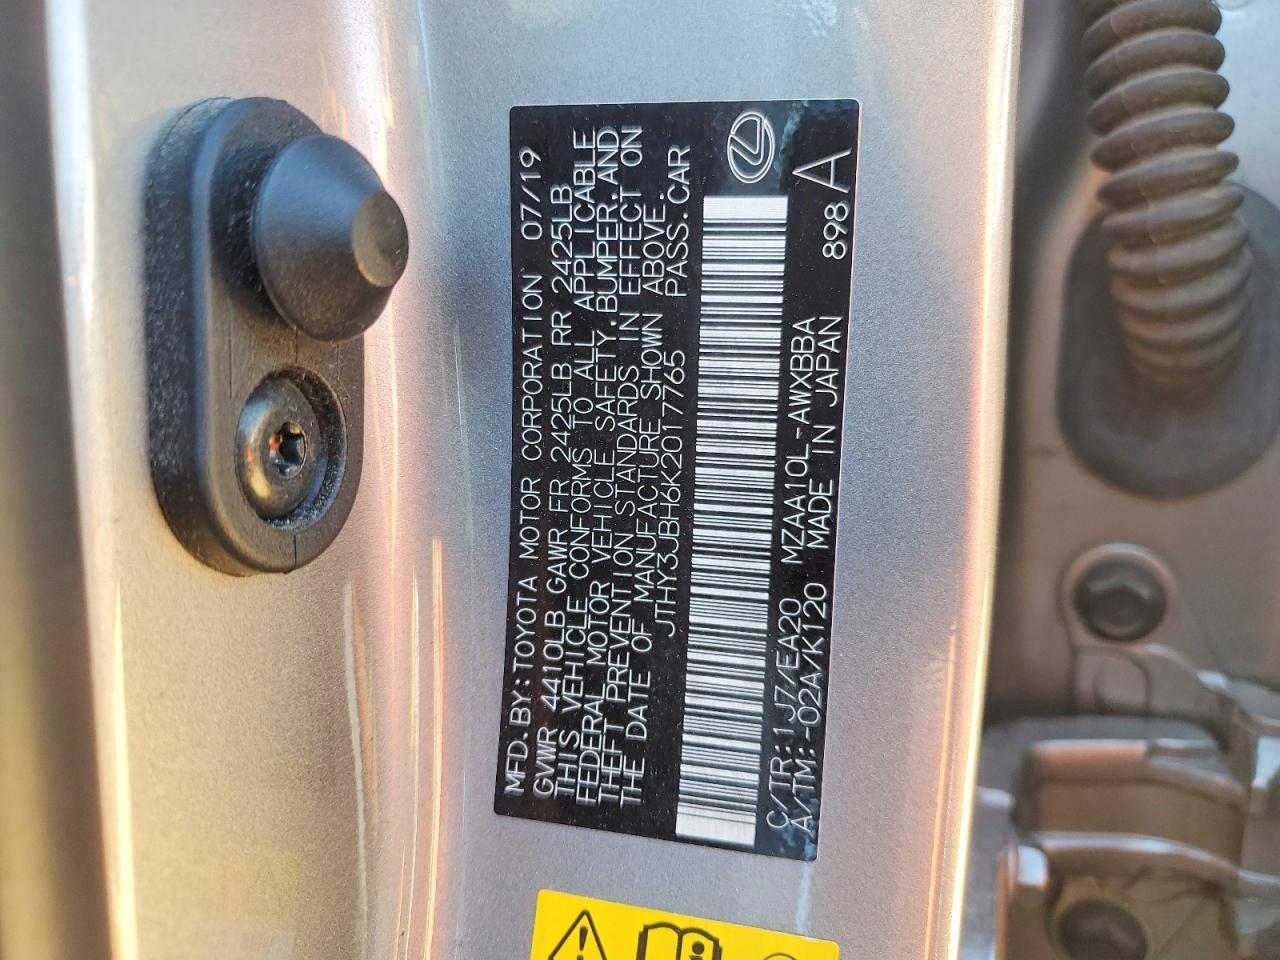 MFD.BY:TOYOTA MOTOR CORPORATION 07/19
GVWR 4410LB GAWR FR 2425LB RR 2425LB
THIS VEHICLE CONFORMS TO ALL APPLICABLE
FEDERAL MOTOR VEHICLE SAFETY,BUMPER,AND
THEFT PREVENTION STANDARDS IN EFFECT ON
THE DATE OF MANUFACTURE SHOWN ABOVE.
JTHY3JBH6K2017765 PASS.CAR
C/TR:1J7/EA20 MZAA10L-AWXBBA 898A
A/TM:-02A/K120 MADE IN JAPAN